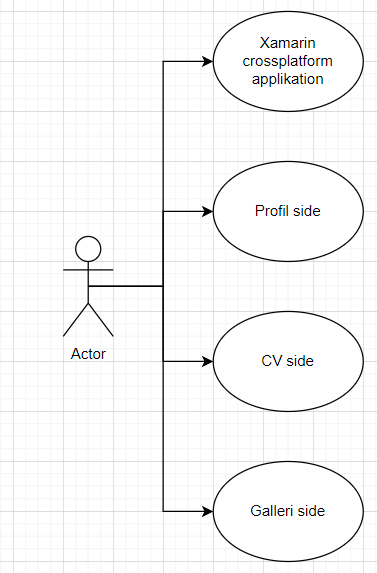 Xamarin
crossplatform
applikation
Profil side
Actor
CV side
Galleri side